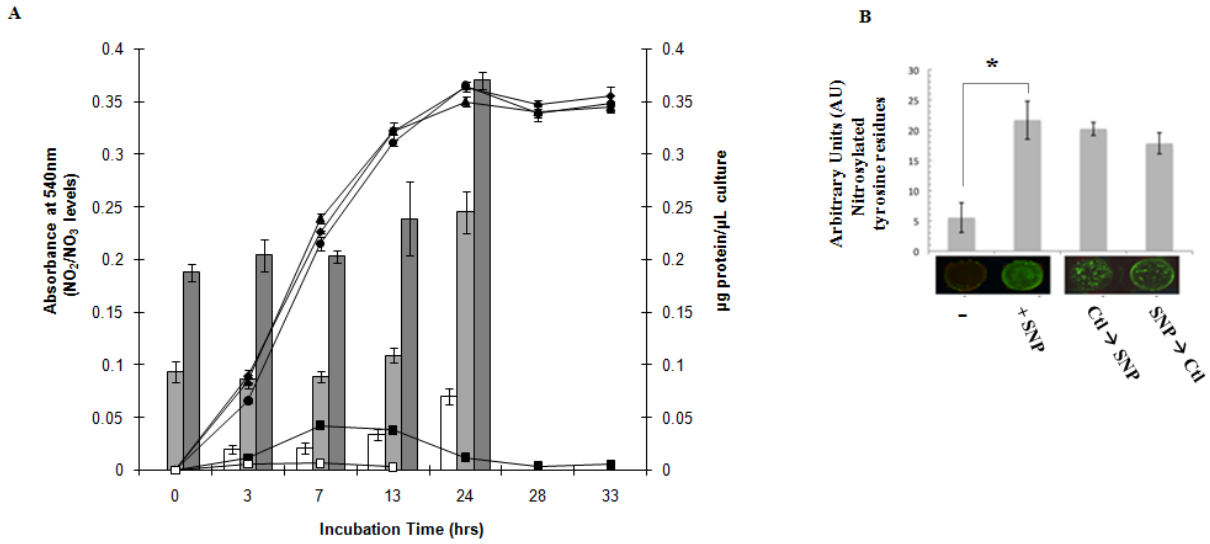 A
B
0.4
0.35
0.3
0.25
0.2
0.15
0.1
0.05
0
Absorbance at 540nm
(NO2/NO3 levels)
0 3 7 13 24 28 33
Incubation Time (hrs)
0.4
0.35
0.3
0.25
0.2
0.15
0.1
0.05
0
µg protein/µL culture
Arbitrary Units (AU)
Nitrosylated
tyrosine residues
30
25
20
15
10
5
0
*
–
+ SNP
Ctl → SNP
SNP → Ctl